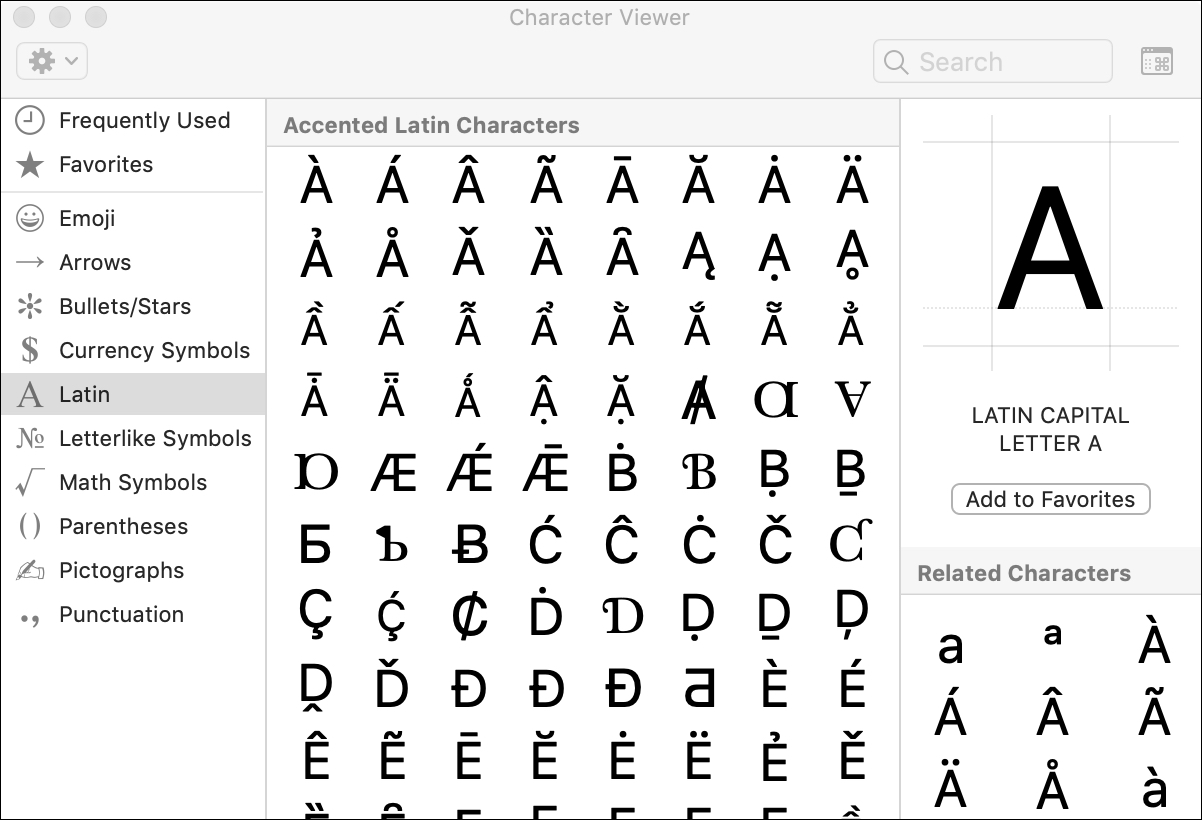 Character Viewer
Search
Frequently Used
Favorites
Emoji
Arrows
Bullets/Stars
Currency Symbols
Latin
Letterlike Symbols
Math Symbols
Parentheses
Pictographs
Punctuation
Accented Latin Characters
À Á Â Ã Ā Ă Ȧ Ä
Ả Å Ǎ Ȁ Ȃ Ą Ạ Ḁ
Ầ Ấ Ẫ Ẩ Ằ Ắ Ẵ Ẳ
Ǡ Ǟ Ǻ Ậ Ặ Ⱥ Ɑ Ɐ
Ɒ Æ Ǽ Ǣ Ḃ Ɓ Ḅ Ḇ
Ƃ Ƅ Ƀ Ć Ĉ Ċ Č Ƈ
Ç Ḉ Ȼ Ḋ Ɗ Ḍ Ḏ Ḑ
Ḓ Ď Đ Ɖ Ð Ƌ È É
Ê Ẽ Ē Ĕ Ė Ë Ẻ Ě
A
LATIN CAPITAL
LETTER A
Add to Favorites
Related Characters
a ª À
Á Â Ã
Ä Å à